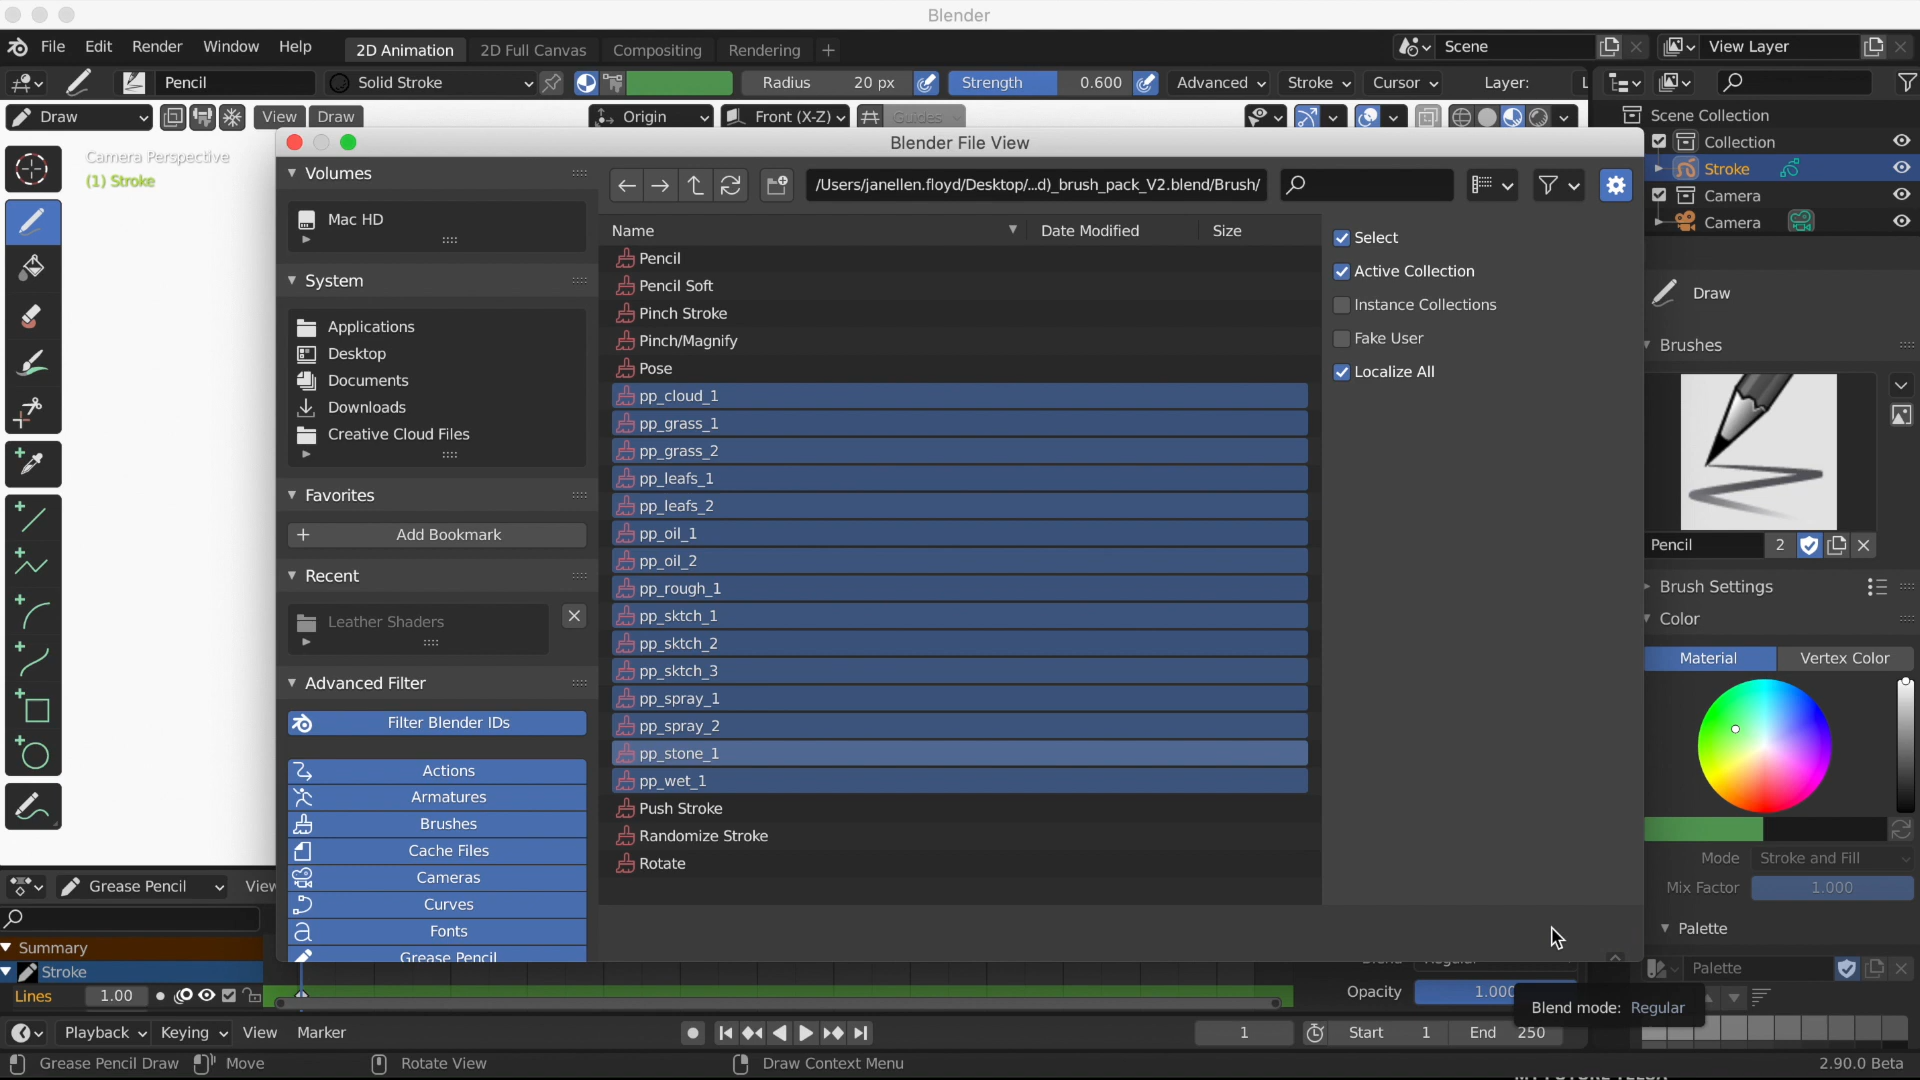 Blender
File Edit Render Window Help 2D Animation 2D Full Canvas Compositing Rendering + Scene View Layer
Pencil Solid Stroke Radius 20 px Strength 0.600 Advanced Stroke Cursor Layer:
Draw View Draw Origin Front (X-Z) Guides Scene Collection
Camera Perspective
(1) Stroke
Blender File View
Volumes
/Users/janellen.floyd/Desktop/...d)_brush_pack_V2.blend/Brush/
Mac HD
System
Applications
Desktop
Documents
Downloads
Creative Cloud Files
Favorites
Add Bookmark
Recent
Leather Shaders
Advanced Filter
Filter Blender IDs
Actions
Armatures
Brushes
Cache Files
Cameras
Curves
Fonts
Grease Pencil
Name Date Modified Size
Pencil
Pencil Soft
Pinch Stroke
Pinch/Magnify
Pose
pp_cloud_1
pp_grass_1
pp_grass_2
pp_leafs_1
pp_leafs_2
pp_oil_1
pp_oil_2
pp_rough_1
pp_sktch_1
pp_sktch_2
pp_sktch_3
pp_spray_1
pp_spray_2
pp_stone_1
pp_wet_1
Push Stroke
Randomize Stroke
Rotate
Select
Active Collection
Instance Collections
Fake User
Localize All
Collection
Stroke
Camera
Camera
Draw
Brushes
Pencil 2
Brush Settings
Color
Material Vertex Color
Mode Stroke and Fill
Mix Factor 1.000
Palette
Palette
Grease Pencil View
Summary
Stroke
Lines 1.00
Opacity 1.000
Blend mode: Regular
Playback Keying View Marker 1 Start 1 End 250
Grease Pencil Draw Move Rotate View Draw Context Menu 2.90.0 Beta